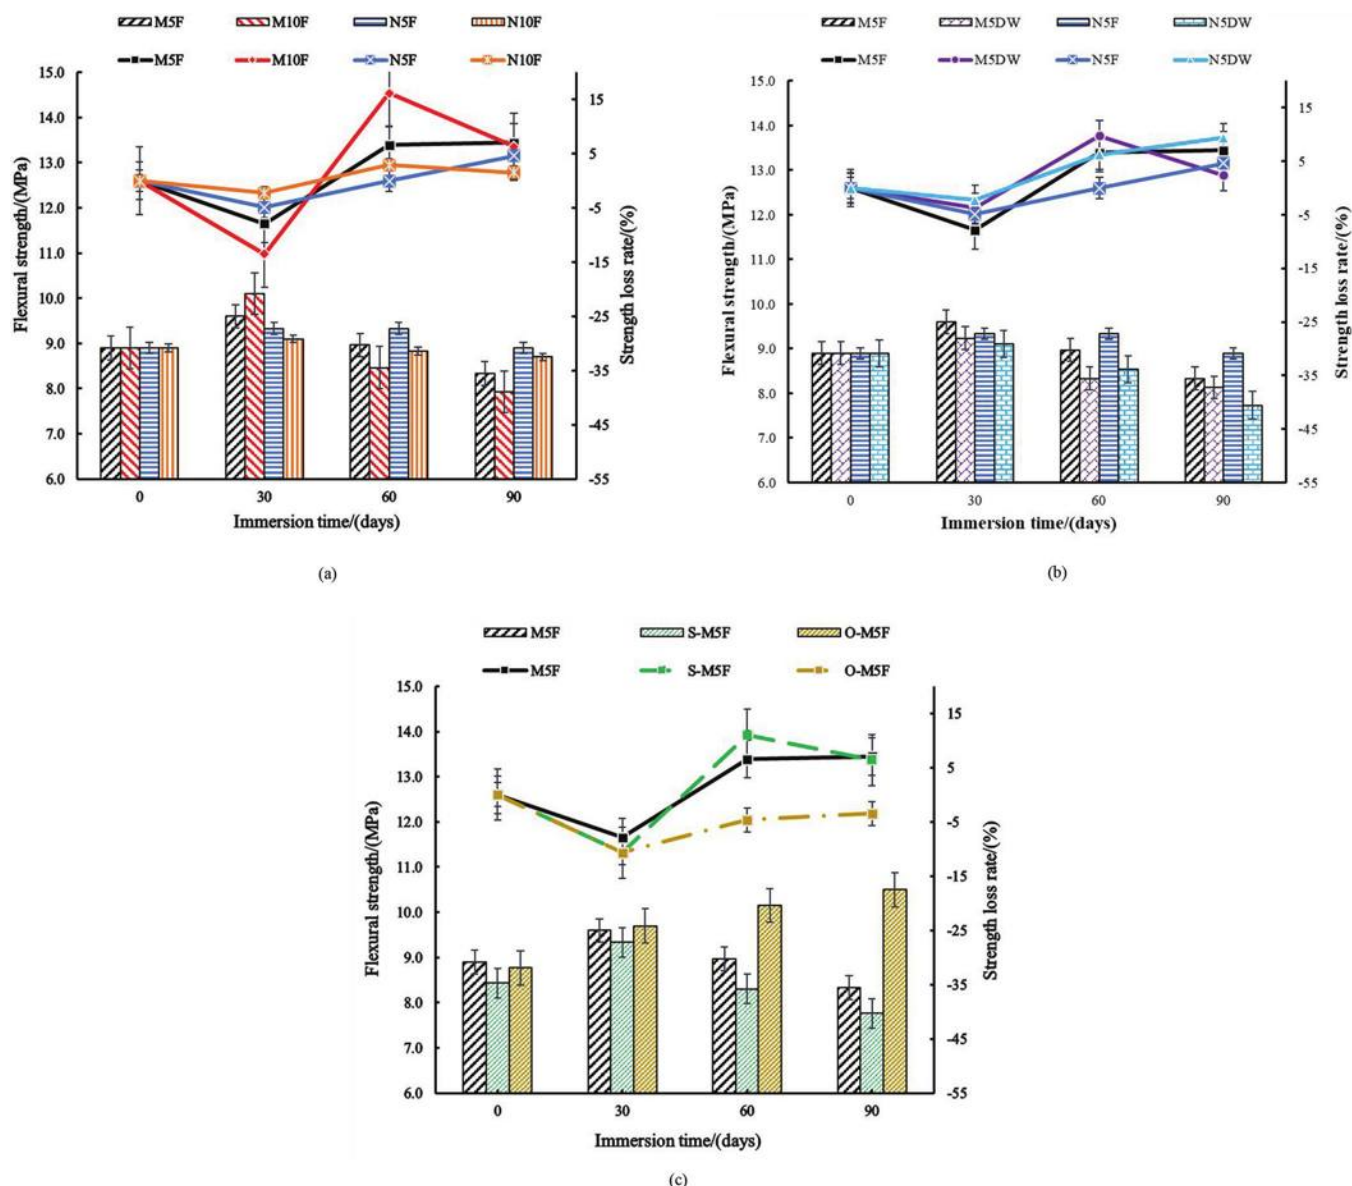 M5F M10F N5F N10F
M5F M10F N5F N10F
15.0
14.0
13.0
12.0
11.0
10.0
9.0
8.0
7.0
6.0
Flexural strength/(MPa)
15
5
-5
-15
-25
-35
-45
-55
Strength loss rate/(%)
0 30 60 90
Immersion time/(days)
(a)
M5F M5DW N5F N5DW
M5F M5DW N5F N5DW
15.0
14.0
13.0
12.0
11.0
10.0
9.0
8.0
7.0
6.0
Flexural strength/(MPa)
15
5
-5
-15
-25
-35
-45
-55
Strength loss rate/(%)
0 30 60 90
Immersion time/(days)
(b)
M5F S-M5F O-M5F
M5F S-M5F O-M5F
15.0
14.0
13.0
12.0
11.0
10.0
9.0
8.0
7.0
6.0
Flexural strength/(MPa)
15
5
-5
-15
-25
-35
-45
-55
Strength loss rate/(%)
0 30 60 90
Immersion time/(days)
(c)